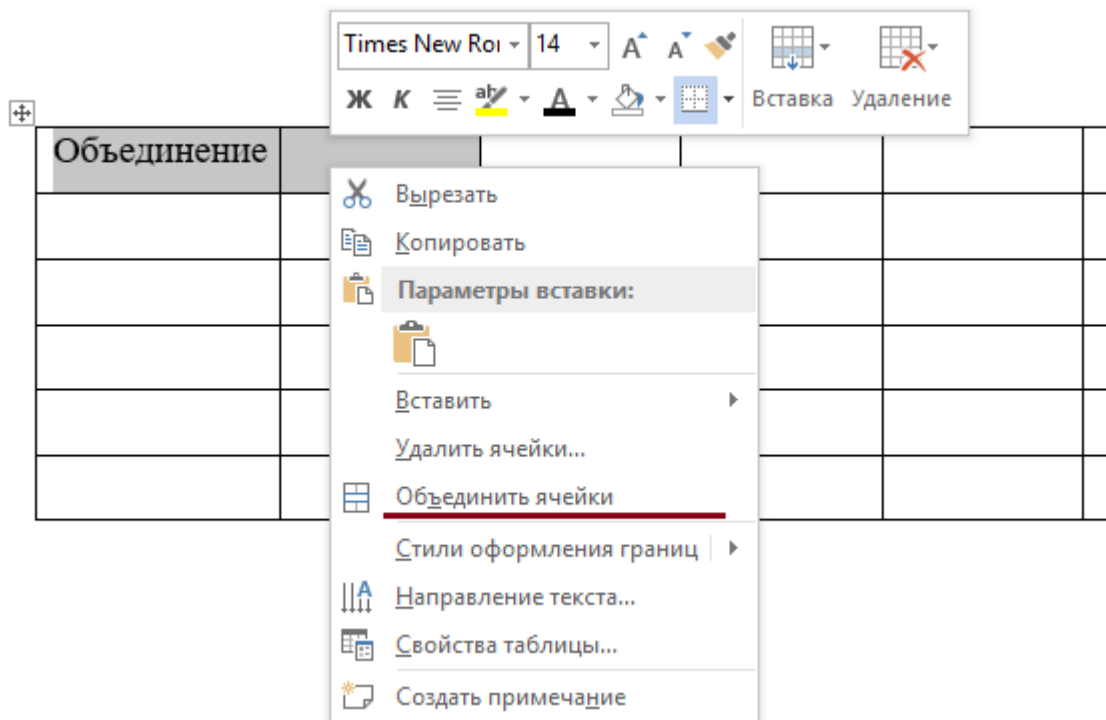 Times New Roı 14 A A
Ж К ab A Вставка Удаление
Объединение
Вырезать
Копировать
Параметры вставки:
Вставить
Удалить ячейки...
Объединить ячейки
Стили оформления границ
Направление текста...
Свойства таблицы...
Создать примечание